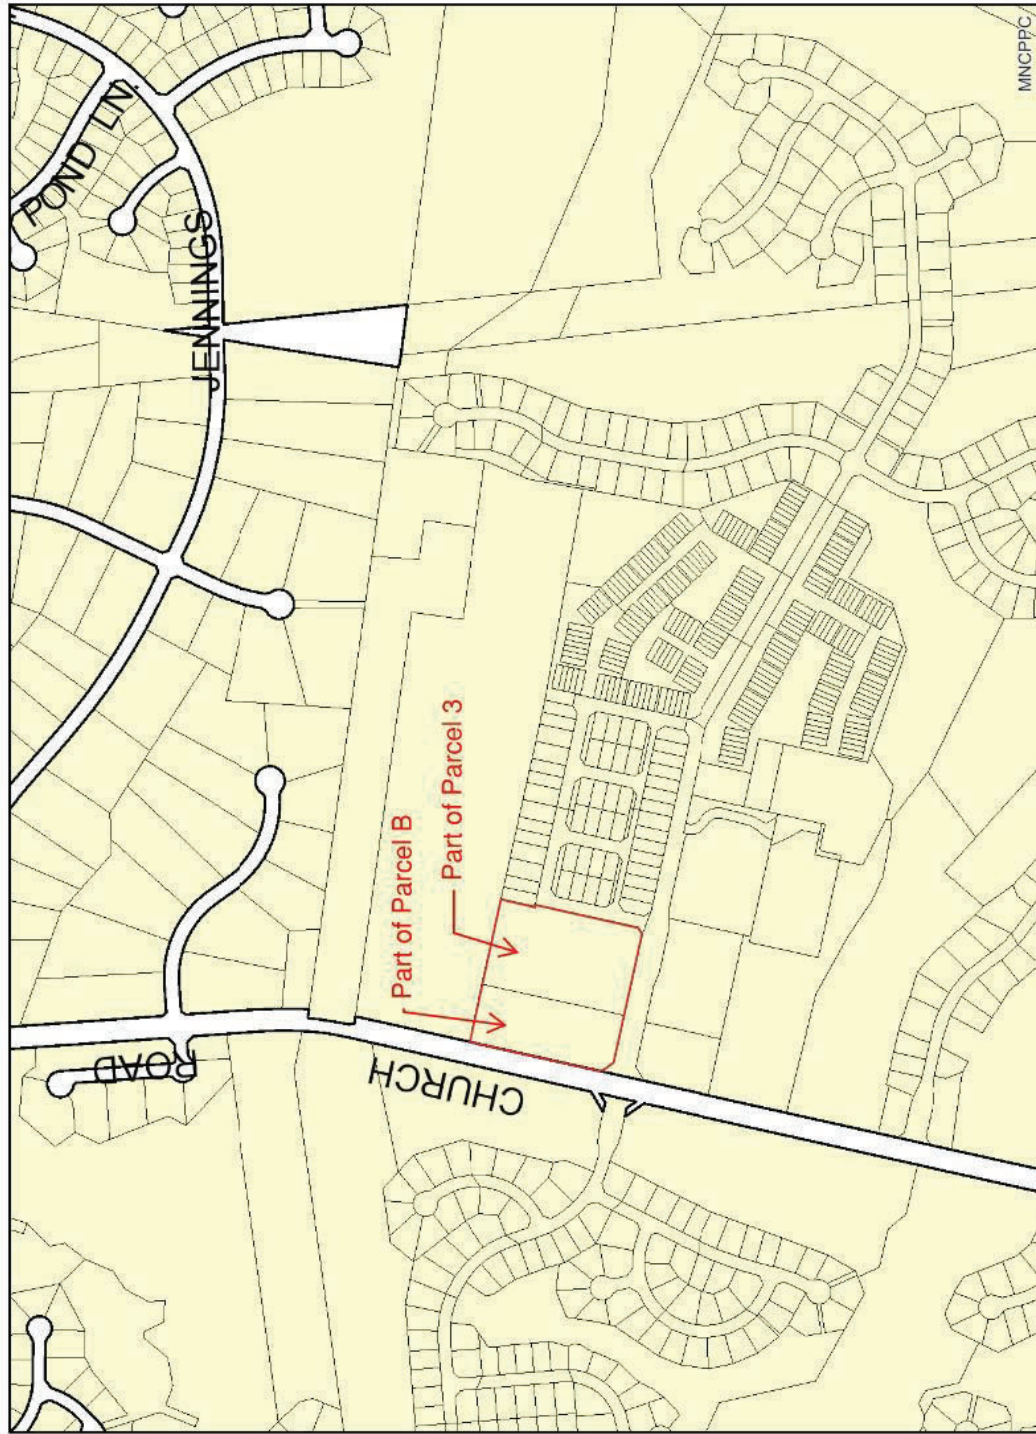 MNCPPC
POND LN
JENNINGS
Part of Parcel B
Part of Parcel 3
ROAD
CHURCH